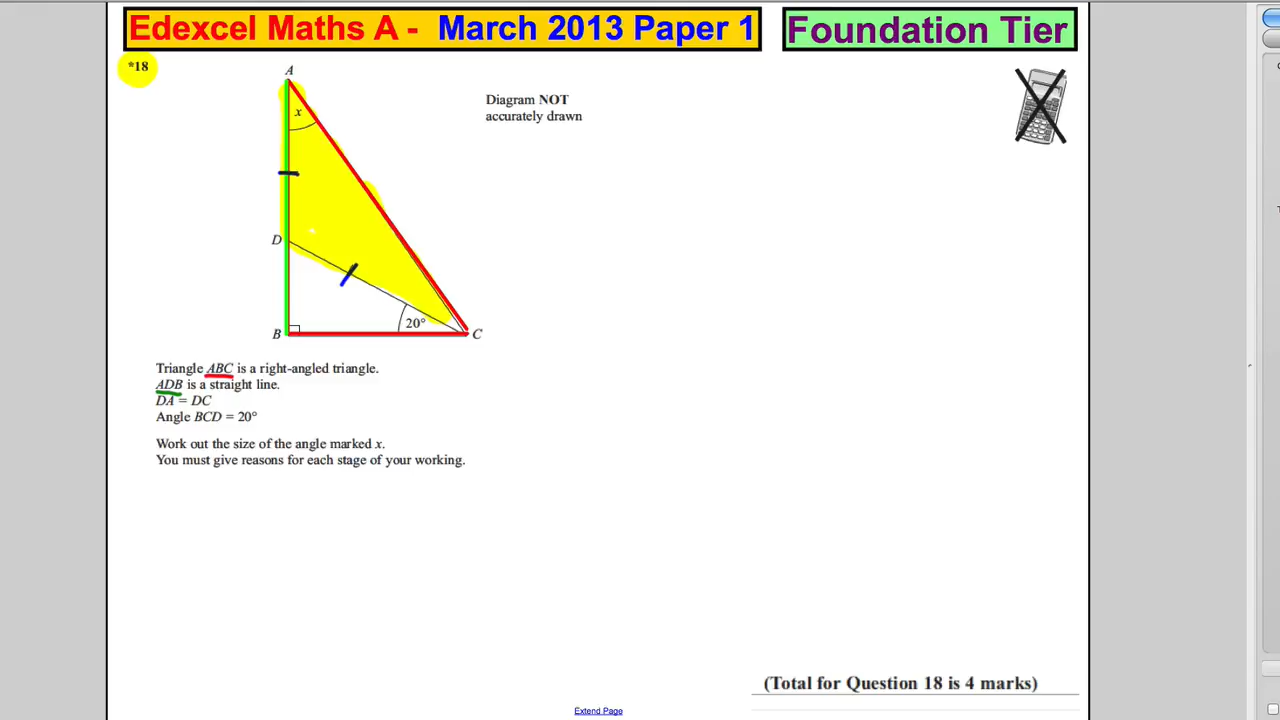 Edexcel Maths A - March 2013 Paper 1
Foundation Tier
*18
A
x
Diagram NOT
accurately drawn
D
20°
B
C
Triangle ABC is a right-angled triangle.
ADB is a straight line.
DA = DC
Angle BCD = 20°
Work out the size of the angle marked x.
You must give reasons for each stage of your working.
(Total for Question 18 is 4 marks)
Extend Page